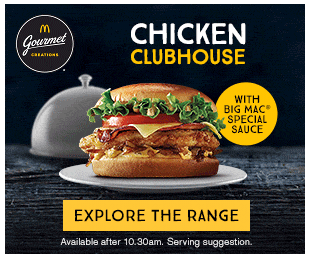 Gourmet
CREATIONS
CHICKEN
CLUBHOUSE
WITH
BIG MAC®
SPECIAL
SAUCE
EXPLORE THE RANGE
Available after 10.30am. Serving suggestion.